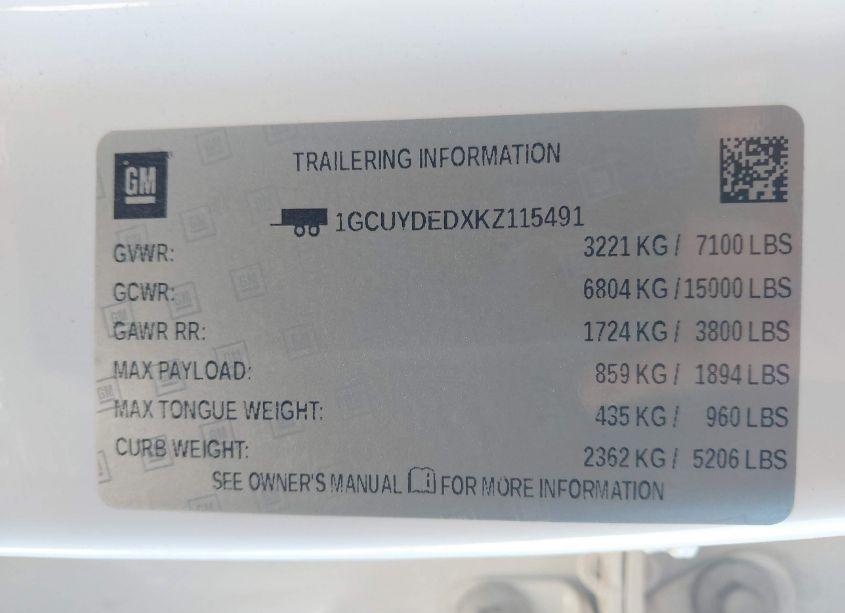 GM
TRAILERING INFORMATION
1GCUYDEDXKZ115491
GVWR: 3221 KG / 7100 LBS
GCWR: 6804 KG / 15000 LBS
GAWR RR: 1724 KG / 3800 LBS
MAX PAYLOAD: 859 KG / 1894 LBS
MAX TONGUE WEIGHT: 435 KG / 960 LBS
CURB WEIGHT: 2362 KG / 5206 LBS
SEE OWNER'S MANUAL FOR MORE INFORMATION